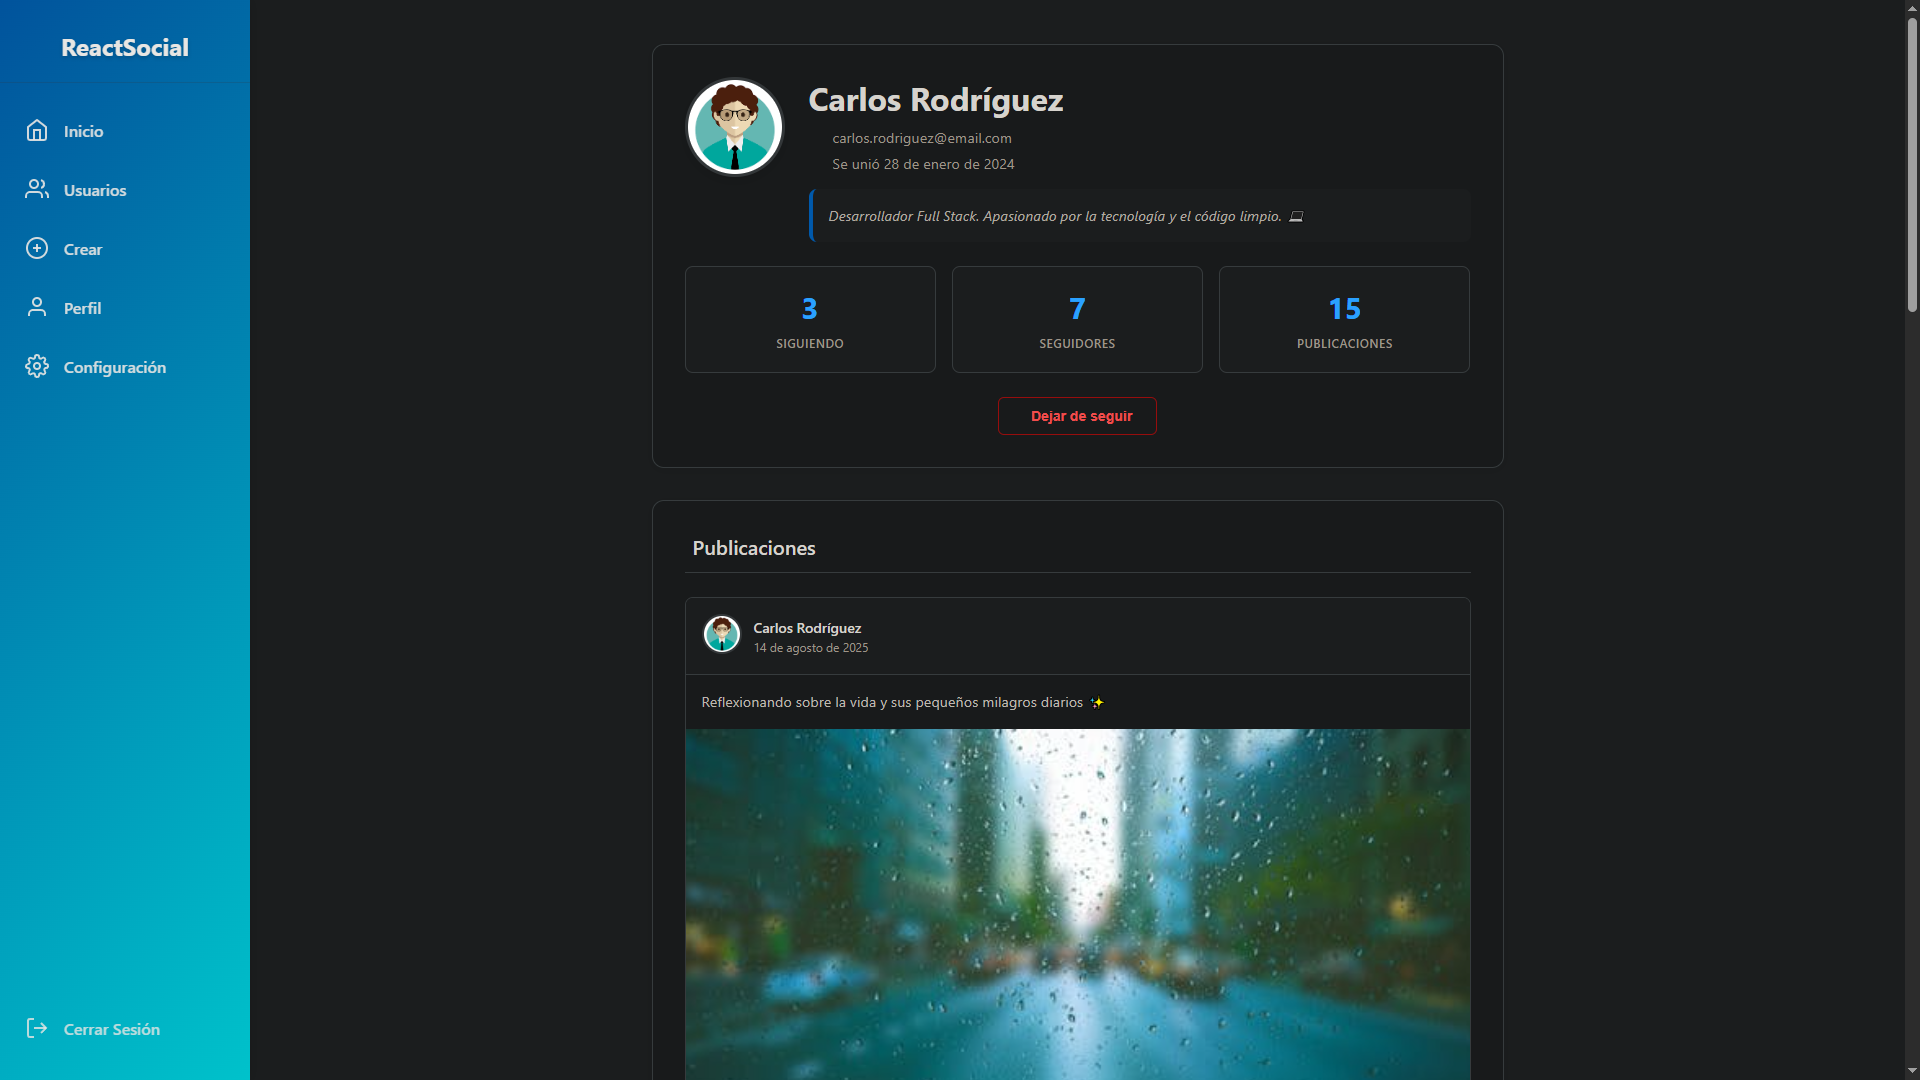 ReactSocial
Inicio
Usuarios
Crear
Perfil
Configuración
Cerrar Sesión
Carlos Rodríguez
carlos.rodriguez@email.com
Se unió 28 de enero de 2024
Desarrollador Full Stack. Apasionado por la tecnología y el código limpio. 💻
3
SIGUIENDO
7
SEGUIDORES
15
PUBLICACIONES
Dejar de seguir
Publicaciones
Carlos Rodríguez
14 de agosto de 2025
Reflexionando sobre la vida y sus pequeños milagros diarios ✨